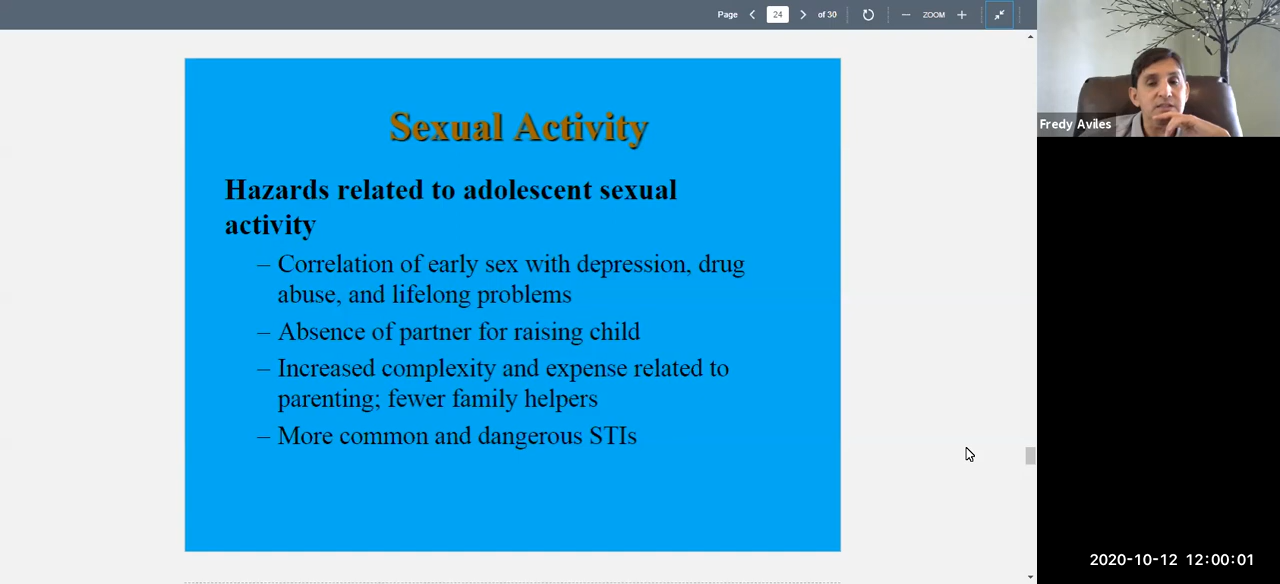 Page 24 of 30 ZOOM
Sexual Activity
Hazards related to adolescent sexual
activity
– Correlation of early sex with depression, drug
abuse, and lifelong problems
– Absence of partner for raising child
– Increased complexity and expense related to
parenting; fewer family helpers
– More common and dangerous STIs
Fredy Aviles
2020-10-12 12:00:01